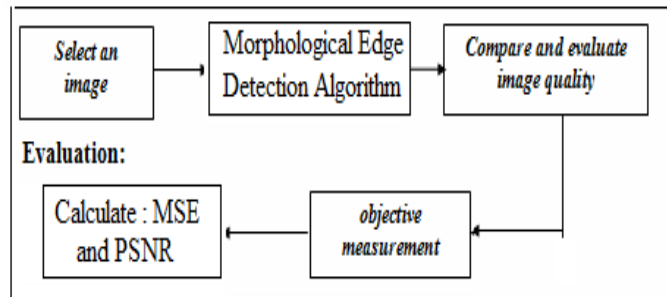 Select an
image
Morphological Edge
Detection Algorithm
Compare and evaluate
image quality
Evaluation:
objective
measurement
Calculate : MSE
and PSNR